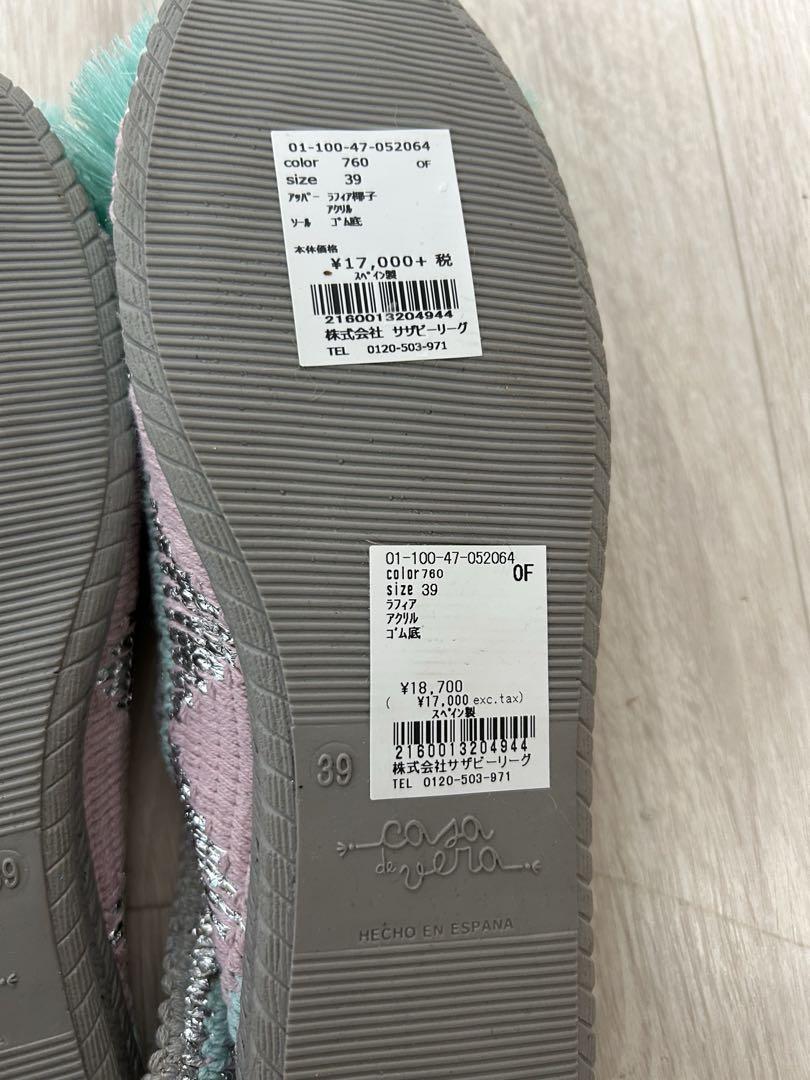 01-100-47-052064
color 760 OF
size 39
ｱｯﾊﾟｰ ﾗﾌｨｱ椰子
ｱｸﾘﾙ
ｿｰﾙ ｺﾞﾑ底
本体価格
¥17,000+ 税
ｽﾍﾟｲﾝ製
2160013204944
株式会社 サザビーリーグ
TEL 0120-503-971
01-100-47-052064
color760 OF
size 39
ﾗﾌｨｱ
ｱｸﾘﾙ
ｺﾞﾑ底
¥18,700
( ¥17,000 exc.tax)
ｽﾍﾟｲﾝ製
2160013204944
株式会社サザビーリーグ
TEL 0120-503-971
39
casa
de vera
HECHO EN ESPANA
39